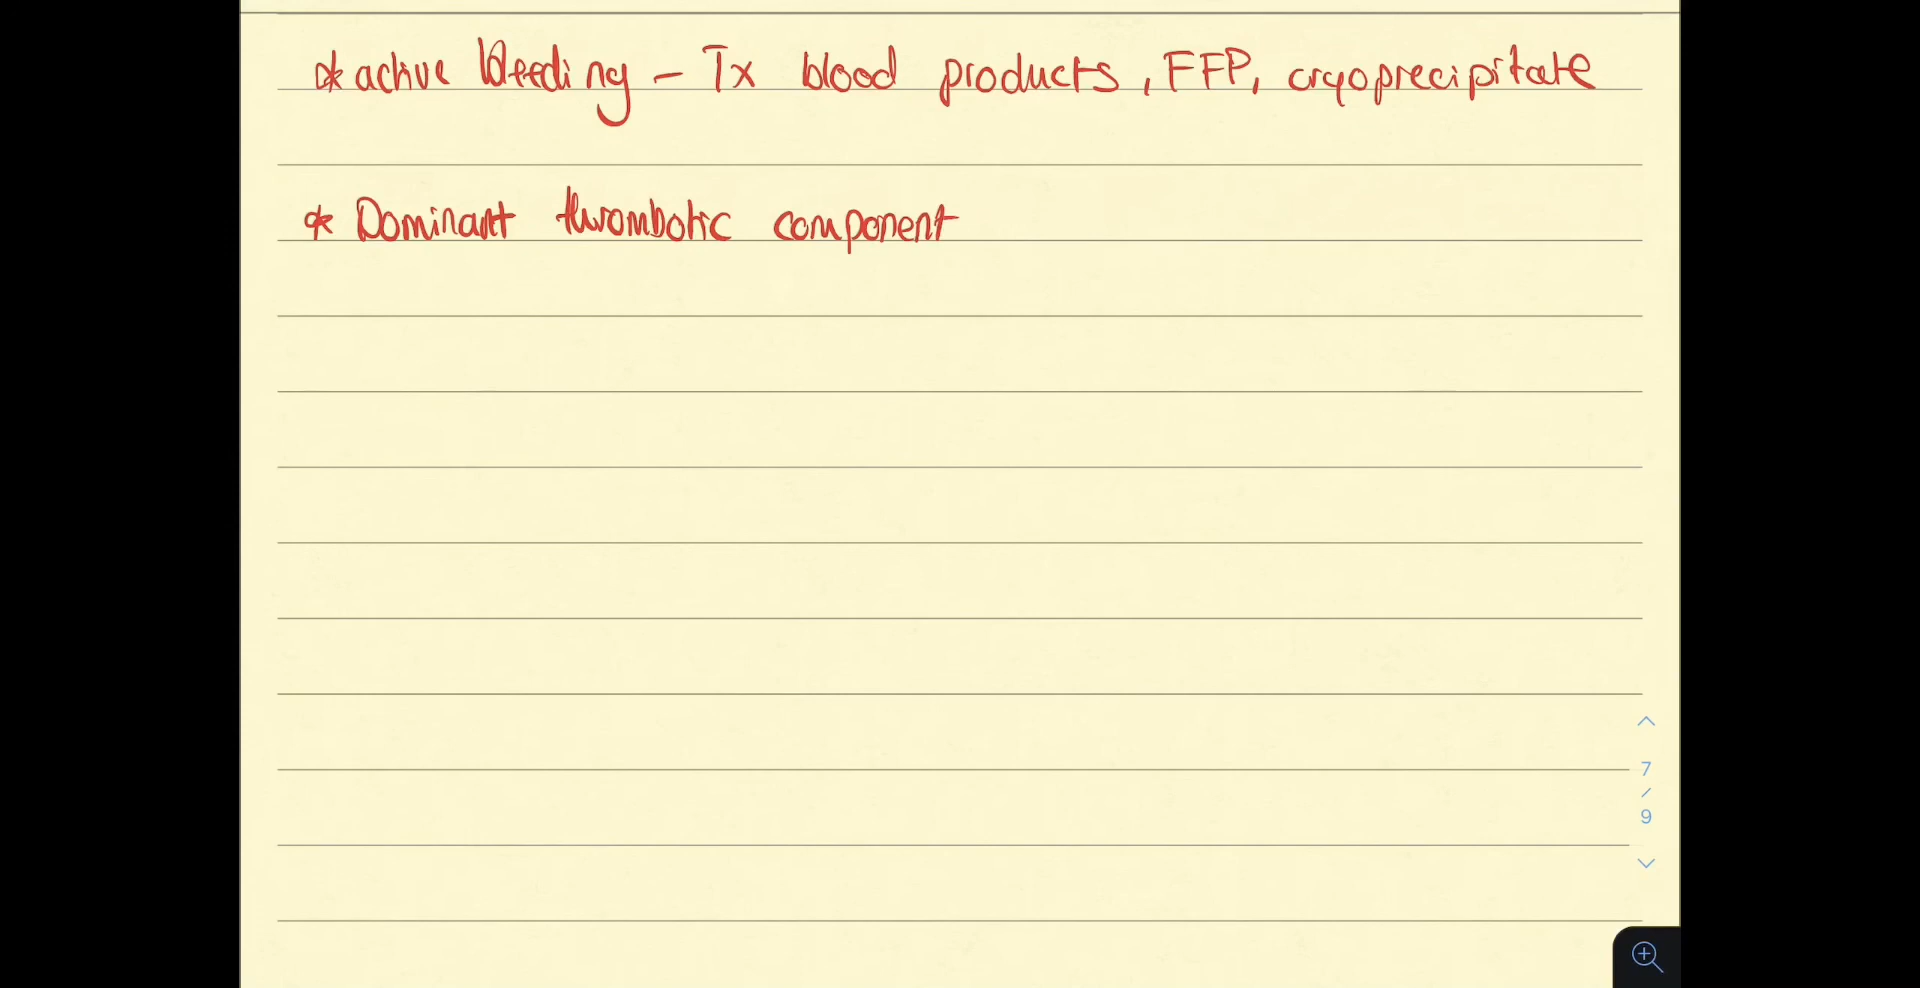 * active bleeding - Tx blood products, FFP, cryoprecipitate
* Dominant thrombotic component
7
/
9